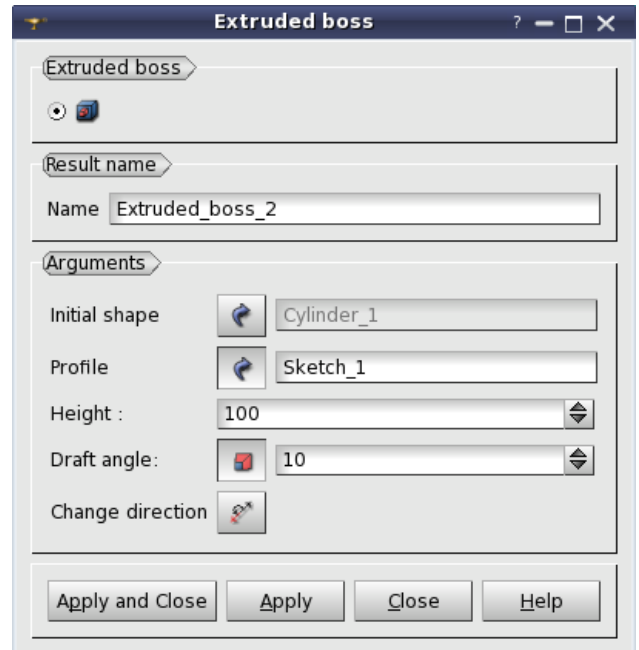 Extruded boss ?
Extruded boss
Result name
Name Extruded_boss_2
Arguments
Initial shape Cylinder_1
Profile Sketch_1
Height : 100
Draft angle: 10
Change direction
Apply and Close Apply Close Help